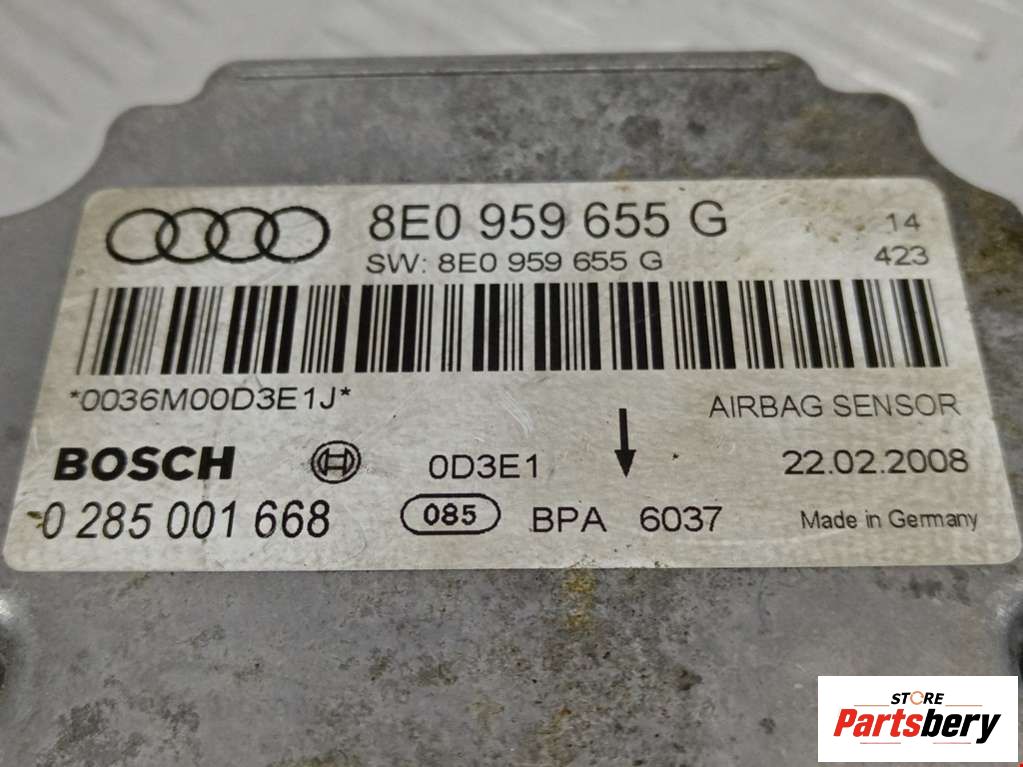 8E0 959 655 G 14
SW: 8E0 959 655 G 423
*0036M00D3E1J*
AIRBAG SENSOR
BOSCH 0D3E1 22.02.2008
0 285 001 668 085 BPA 6037 Made in Germany
STORE
Partsbery